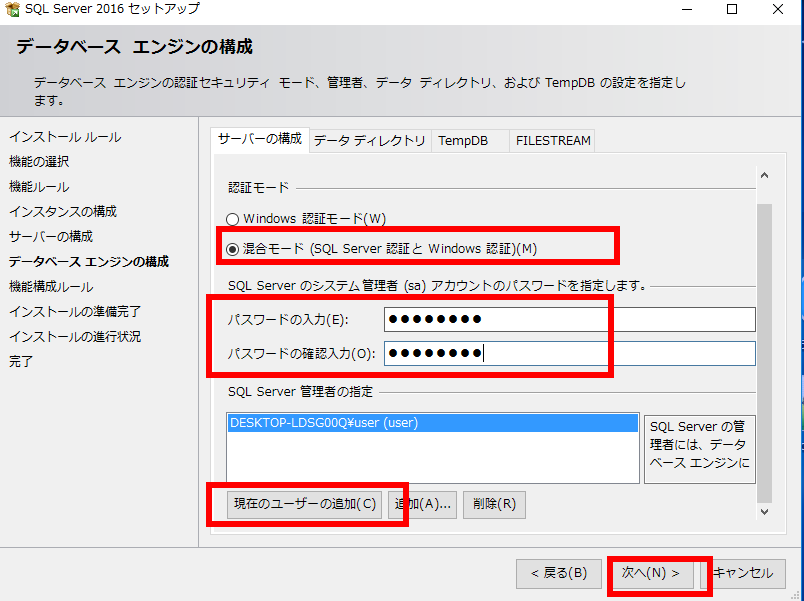 SQL Server 2016 セットアップ
データベース エンジンの構成
データベース エンジンの認証セキュリティ モード、管理者、データ ディレクトリ、および TempDB の設定を指定し
ます。
インストール ルール
機能の選択
機能ルール
インスタンスの構成
サーバーの構成
データベース エンジンの構成
機能構成ルール
インストールの準備完了
インストールの進行状況
完了
サーバーの構成 データ ディレクトリ TempDB FILESTREAM
認証モード
Windows 認証モード(W)
混合モード (SQL Server 認証と Windows 認証)(M)
SQL Server のシステム管理者 (sa) アカウントのパスワードを指定します。
パスワードの入力(E): ●●●●●●●●
パスワードの確認入力(O): ●●●●●●●●
SQL Server 管理者の指定
DESKTOP-LDSG00Q¥user (user)
SQL Server の管
理者には、データ
ベース エンジンに
現在のユーザーの追加(C) 追加(A)... 削除(R)
< 戻る(B) 次へ(N) > キャンセル